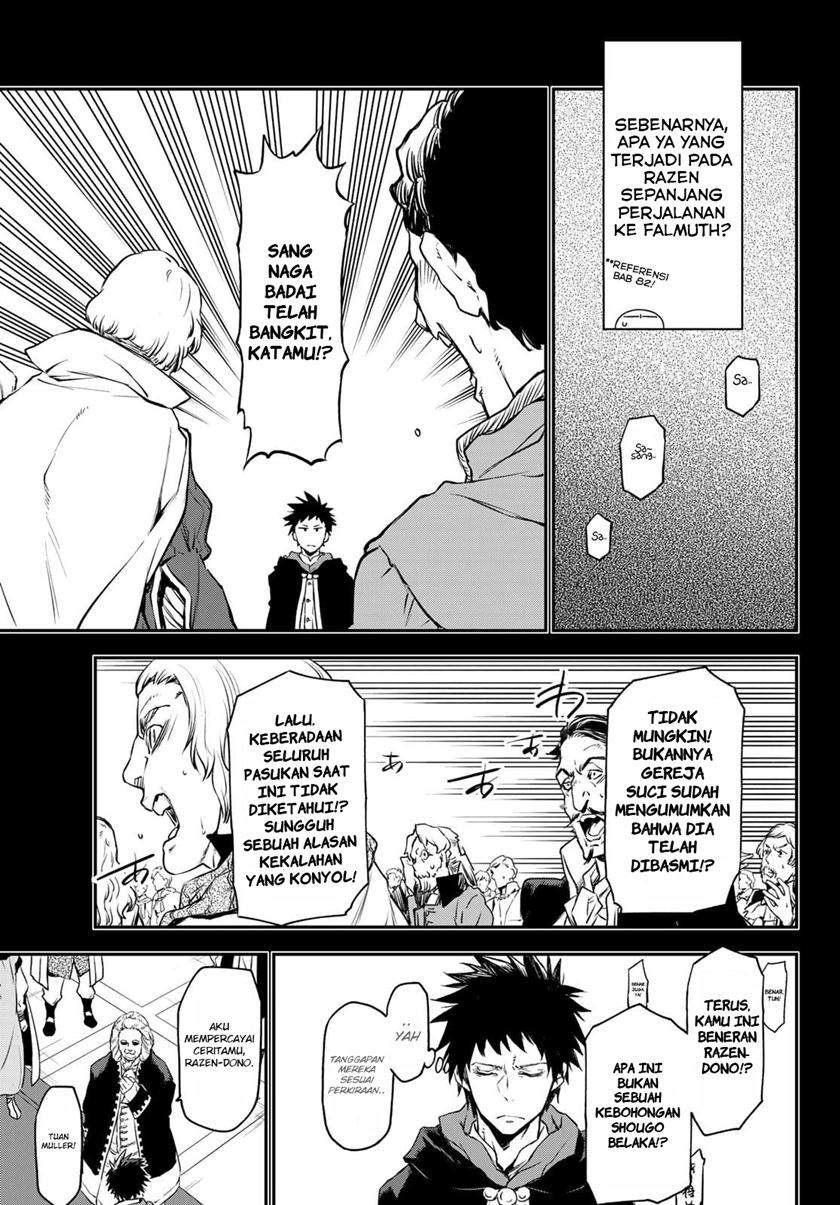 SEBENARNYA,
APA YA YANG
TERJADI PADA
RAZEN
SEPANJANG
PERJALANAN
KE FALMUTH?
**REFERENSI
BAB 82!
Sa..
Sa-
sang..
Sa..
SANG
NAGA
BADAI
TELAH
BANGKIT,
KATAMU!?
TIDAK
MUNGKIN!
BUKANNYA
GEREJA
SUCI SUDAH
MENGUMUMKAN
BAHWA DIA
TELAH
DIBASMI!?
わあ
あ
LALU,
KEBERADAAN
SELURUH
PASUKAN SAAT
INI TIDAK
DIKETAHUI!?
SUNGGUH
SEBUAH ALASAN
KEKALAHAN
YANG KONYOL!
BENAR,
TUH!
TERUS,
KAMU INI
BENERAN
RAZEN-
DONO!?
BENAR
JUGA
YA!
APA INI
BUKAN
SEBUAH
KEBOHONGAN
SHOUGO
BELAKA!?
..
YAH
TANGGAPAN
MEREKA
SESUAI
PERKIRAAN..
AKU
MEMPERCAYAI
CERITAMU,
RAZEN-DONO.
TUAN
MULLER!